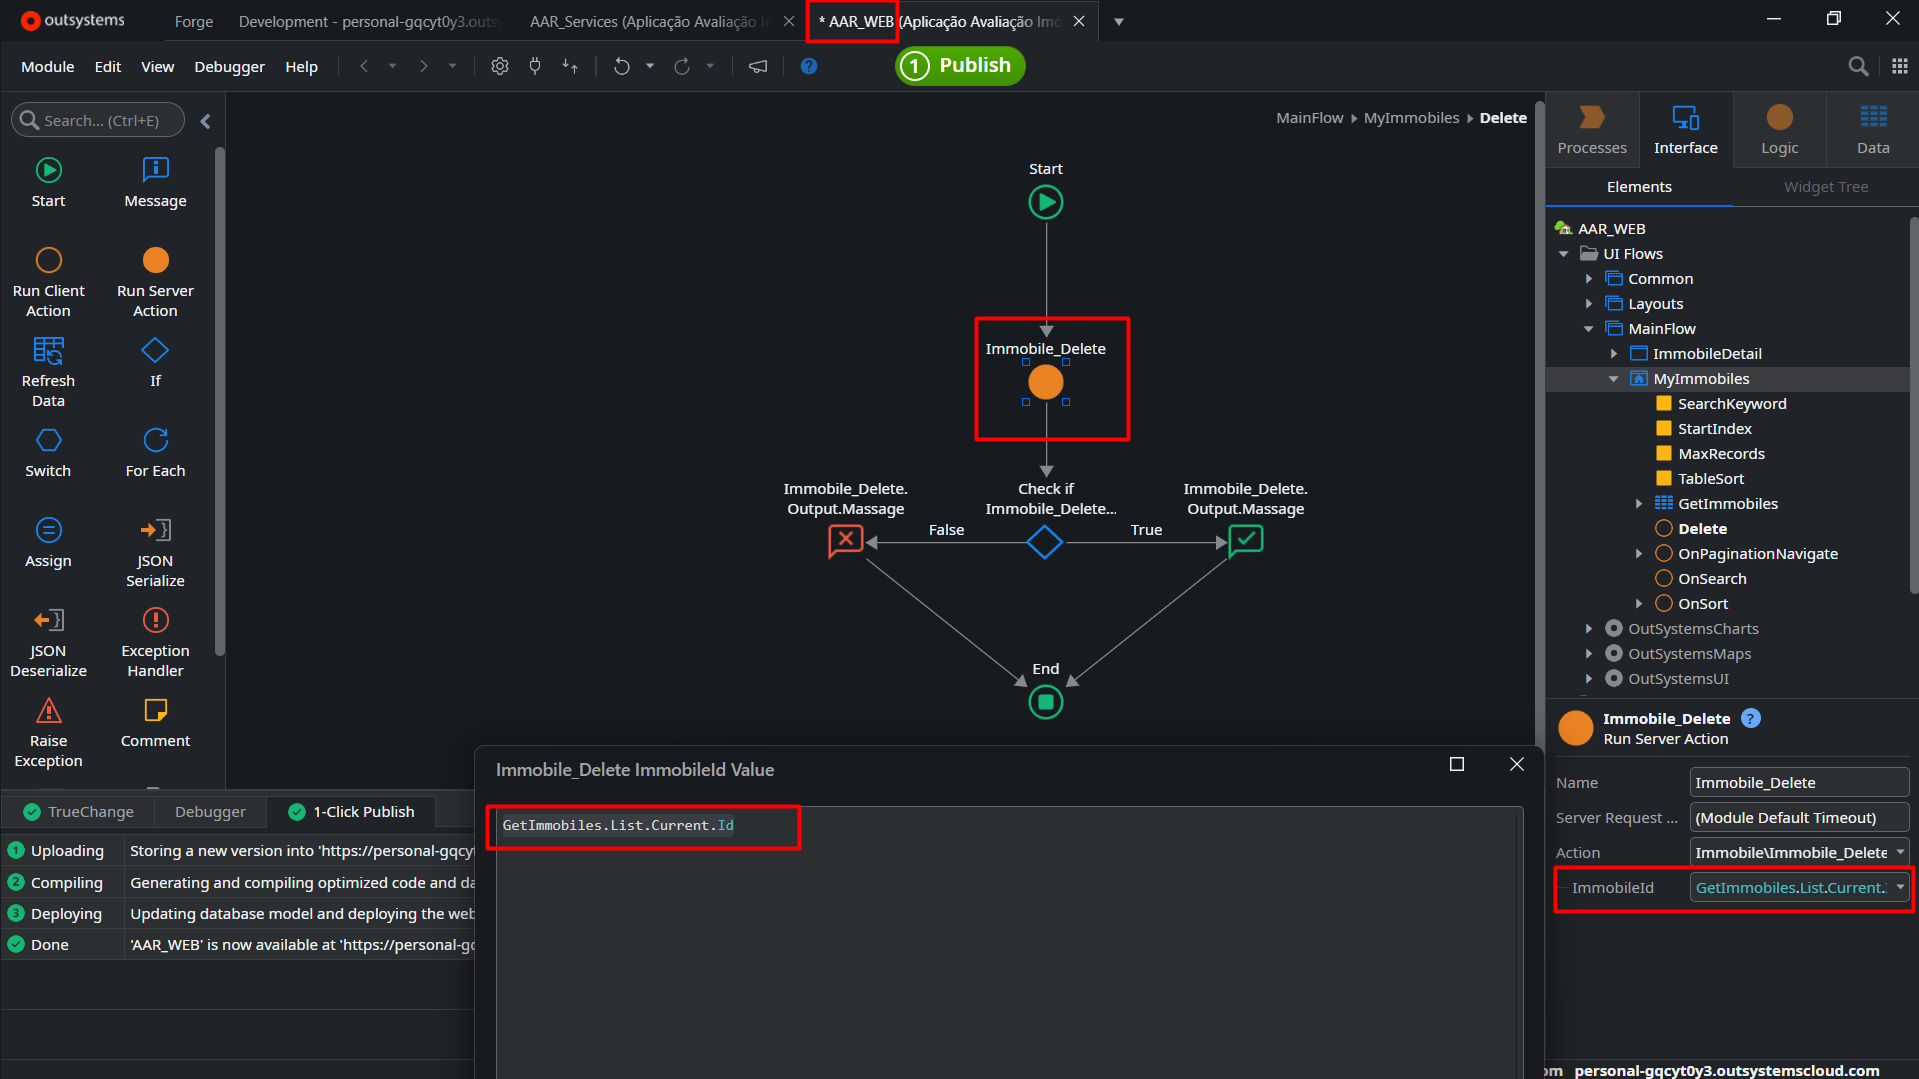 outsystems
Forge
Development - personal-gqcyt0y3.outsy
AAR_Services (Aplicação Avaliação In
* AAR_WEB (Aplicação Avaliação Imó
Module
Edit
View
Debugger
Help
1
Publish
Search... (Ctrl+E)
MainFlow
MyImmobiles
Delete
Processes
Interface
Logic
Data
Elements
Widget Tree
Start
Message
Run Client
Action
Run Server
Action
Refresh
Data
If
Switch
For Each
Assign
JSON
Serialize
JSON
Deserialize
Exception
Handler
Raise
Exception
Comment
Start
Immobile_Delete
Immobile_Delete.
Output.Massage
Check if
Immobile_Delete...
Immobile_Delete.
Output.Massage
False
True
End
AAR_WEB
UI Flows
Common
Layouts
MainFlow
ImmobileDetail
MyImmobiles
SearchKeyword
StartIndex
MaxRecords
TableSort
GetImmobiles
Delete
OnPaginationNavigate
OnSearch
OnSort
OutSystemsCharts
OutSystemsMaps
OutSystemsUI
Immobile_Delete
?
Run Server Action
Name
Immobile_Delete
Server Request ...
(Module Default Timeout)
Action
Immobile\Immobile_Delete
ImmobileId
GetImmobiles.List.Current.
Immobile_Delete ImmobileId Value
GetImmobiles.List.Current.Id
TrueChange
Debugger
1-Click Publish
1 Uploading
Storing a new version into 'https://personal-gqcy
2 Compiling
Generating and compiling optimized code and da
3 Deploying
Updating database model and deploying the web
Done
'AAR_WEB' is now available at 'https://personal-gq
om
personal-gqcyt0y3.outsystemscloud.com